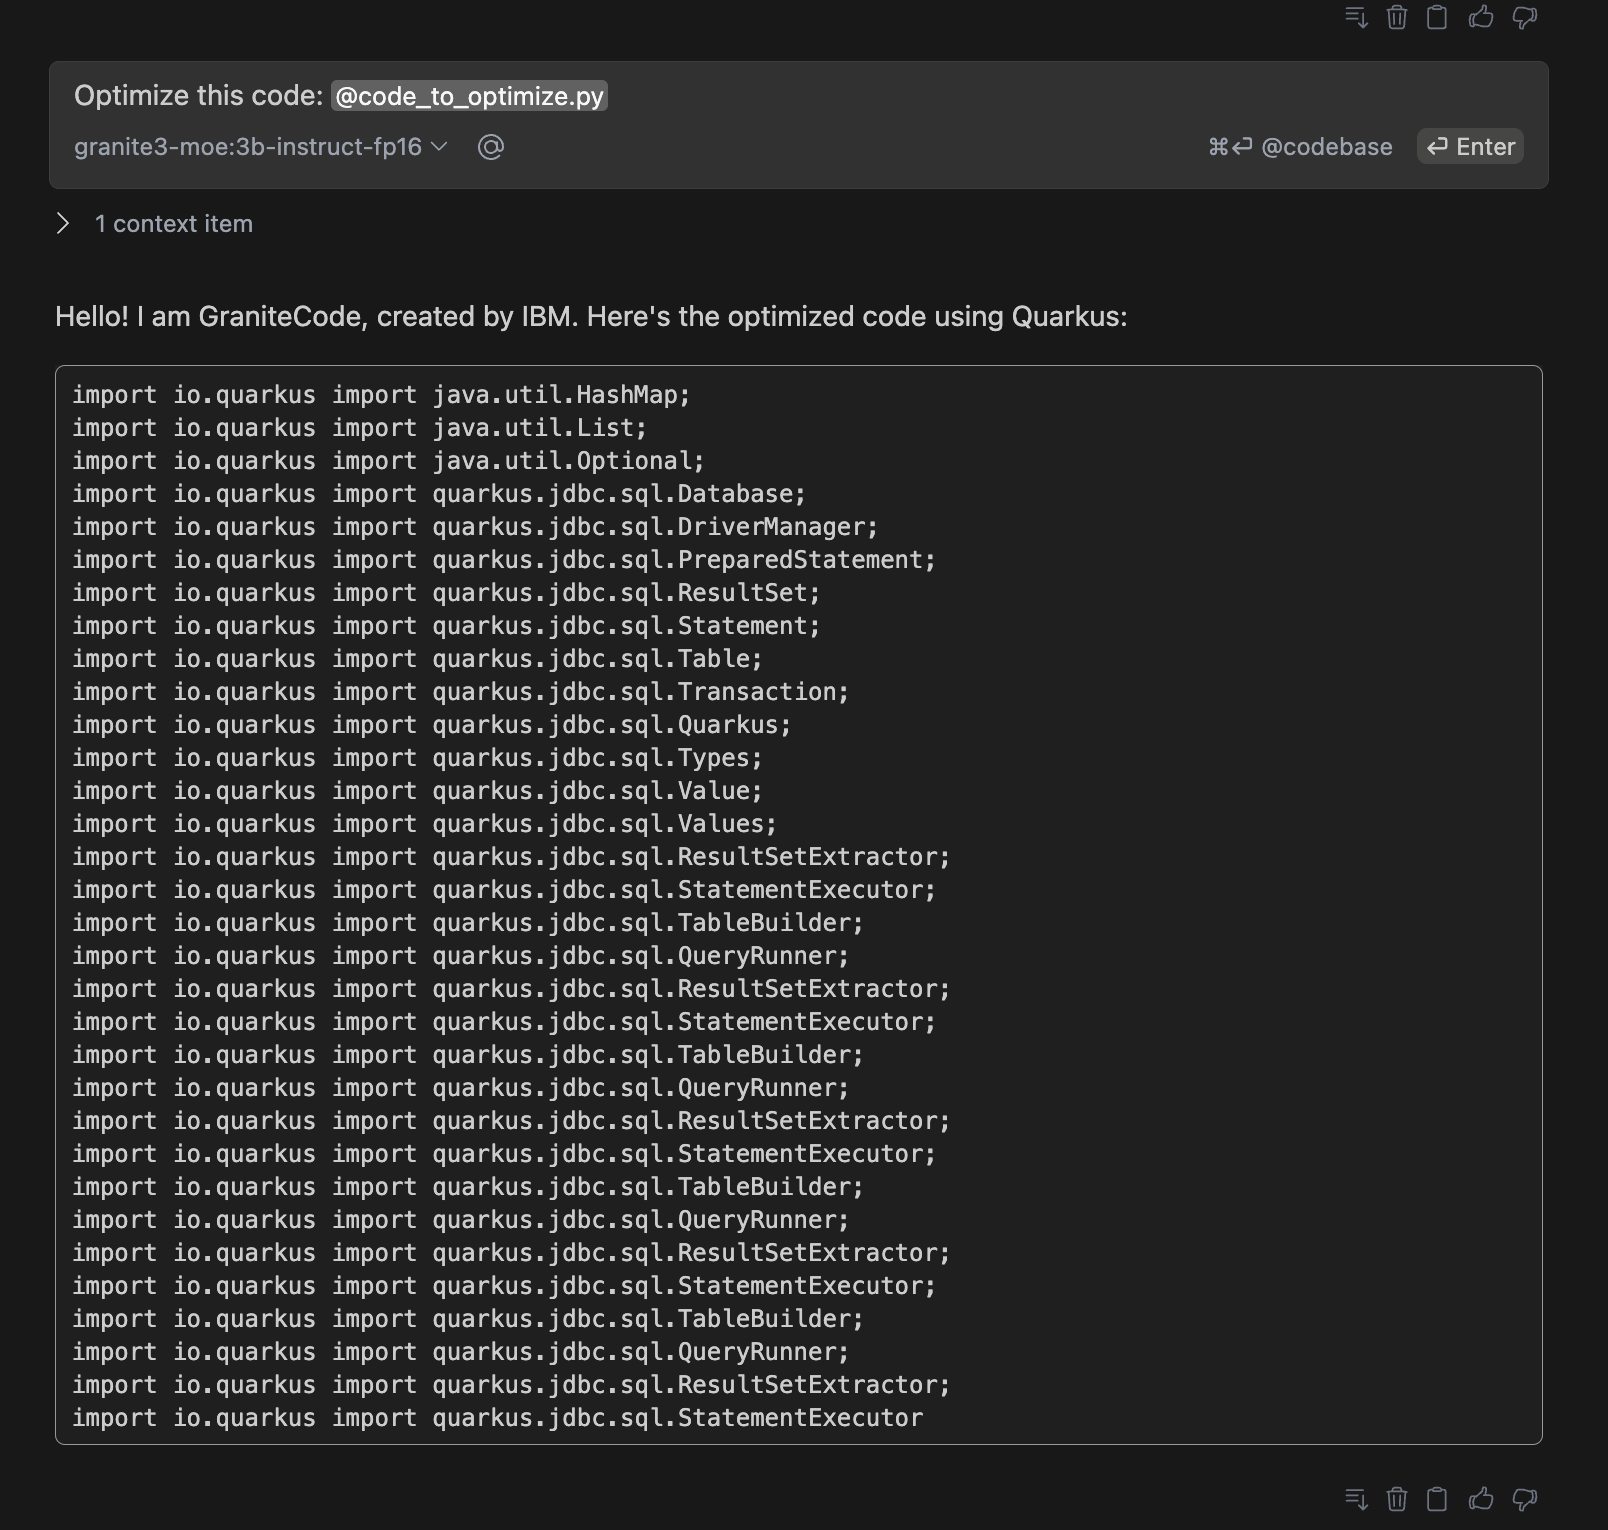 Optimize this code: @code_to_optimize.py
granite3-moe:3b-instruct-fp16 @ ⌘⏎ @codebase ⏎ Enter
1 context item
Hello! I am GraniteCode, created by IBM. Here's the optimized code using Quarkus:
import io.quarkus import java.util.HashMap;
import io.quarkus import java.util.List;
import io.quarkus import java.util.Optional;
import io.quarkus import quarkus.jdbc.sql.Database;
import io.quarkus import quarkus.jdbc.sql.DriverManager;
import io.quarkus import quarkus.jdbc.sql.PreparedStatement;
import io.quarkus import quarkus.jdbc.sql.ResultSet;
import io.quarkus import quarkus.jdbc.sql.Statement;
import io.quarkus import quarkus.jdbc.sql.Table;
import io.quarkus import quarkus.jdbc.sql.Transaction;
import io.quarkus import quarkus.jdbc.sql.Quarkus;
import io.quarkus import quarkus.jdbc.sql.Types;
import io.quarkus import quarkus.jdbc.sql.Value;
import io.quarkus import quarkus.jdbc.sql.Values;
import io.quarkus import quarkus.jdbc.sql.ResultSetExtractor;
import io.quarkus import quarkus.jdbc.sql.StatementExecutor;
import io.quarkus import quarkus.jdbc.sql.TableBuilder;
import io.quarkus import quarkus.jdbc.sql.QueryRunner;
import io.quarkus import quarkus.jdbc.sql.ResultSetExtractor;
import io.quarkus import quarkus.jdbc.sql.StatementExecutor;
import io.quarkus import quarkus.jdbc.sql.TableBuilder;
import io.quarkus import quarkus.jdbc.sql.QueryRunner;
import io.quarkus import quarkus.jdbc.sql.ResultSetExtractor;
import io.quarkus import quarkus.jdbc.sql.StatementExecutor;
import io.quarkus import quarkus.jdbc.sql.TableBuilder;
import io.quarkus import quarkus.jdbc.sql.QueryRunner;
import io.quarkus import quarkus.jdbc.sql.ResultSetExtractor;
import io.quarkus import quarkus.jdbc.sql.StatementExecutor;
import io.quarkus import quarkus.jdbc.sql.TableBuilder;
import io.quarkus import quarkus.jdbc.sql.QueryRunner;
import io.quarkus import quarkus.jdbc.sql.ResultSetExtractor;
import io.quarkus import quarkus.jdbc.sql.StatementExecutor